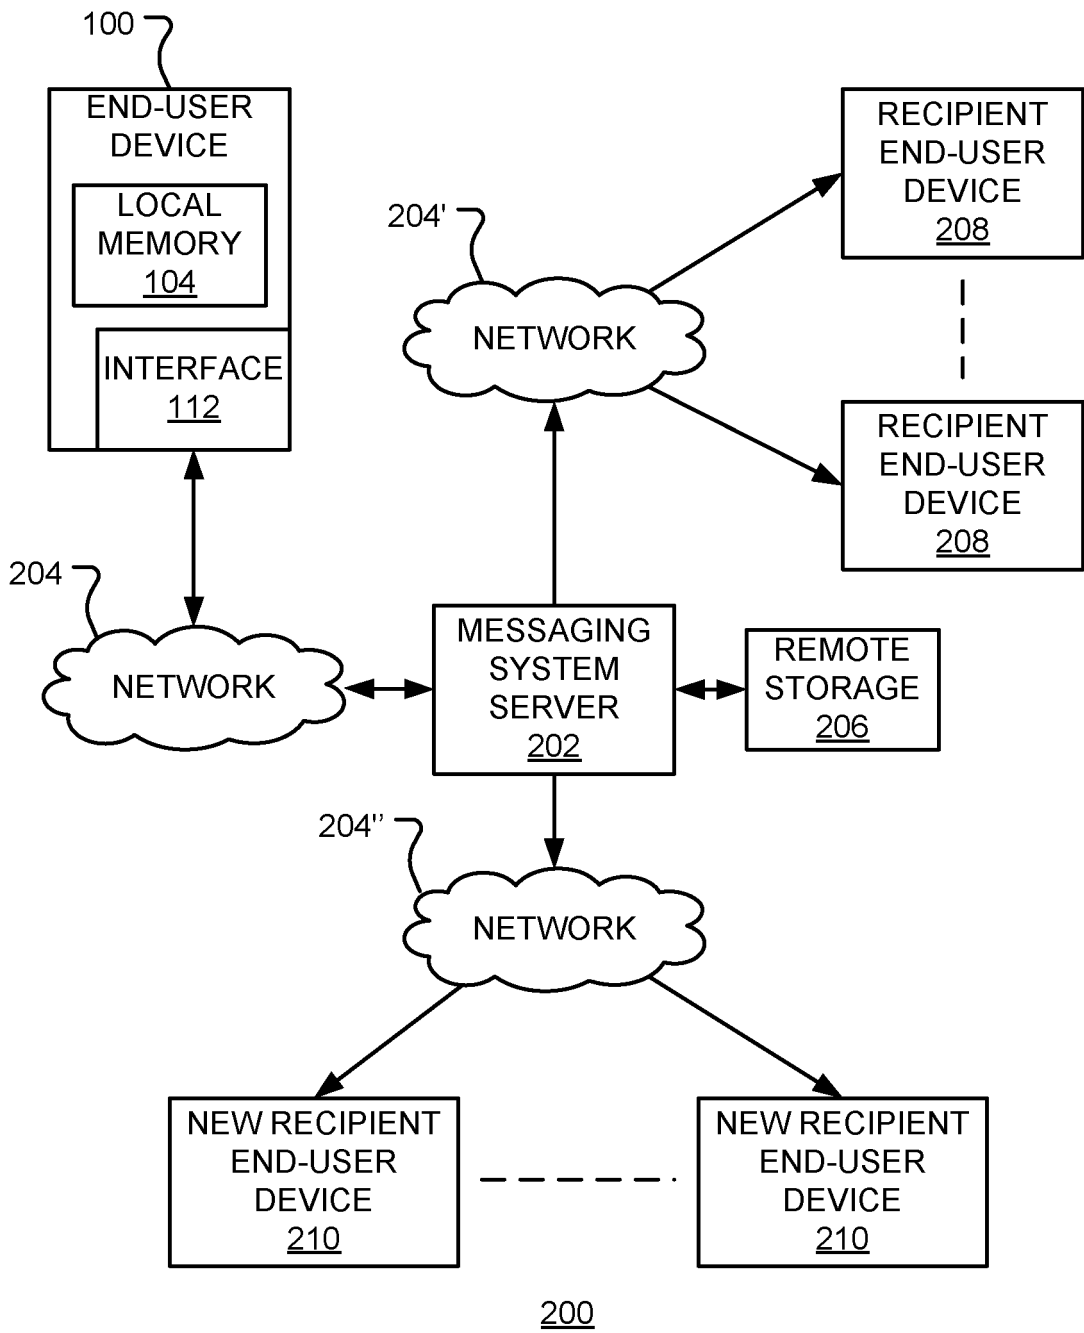 100
END-USER
DEVICE
LOCAL
MEMORY
104
INTERFACE
112
204'
NETWORK
RECIPIENT
END-USER
DEVICE
208
RECIPIENT
END-USER
DEVICE
208
204
NETWORK
MESSAGING
SYSTEM
SERVER
202
REMOTE
STORAGE
206
204"
NETWORK
NEW RECIPIENT
END-USER
DEVICE
210
NEW RECIPIENT
END-USER
DEVICE
210
200